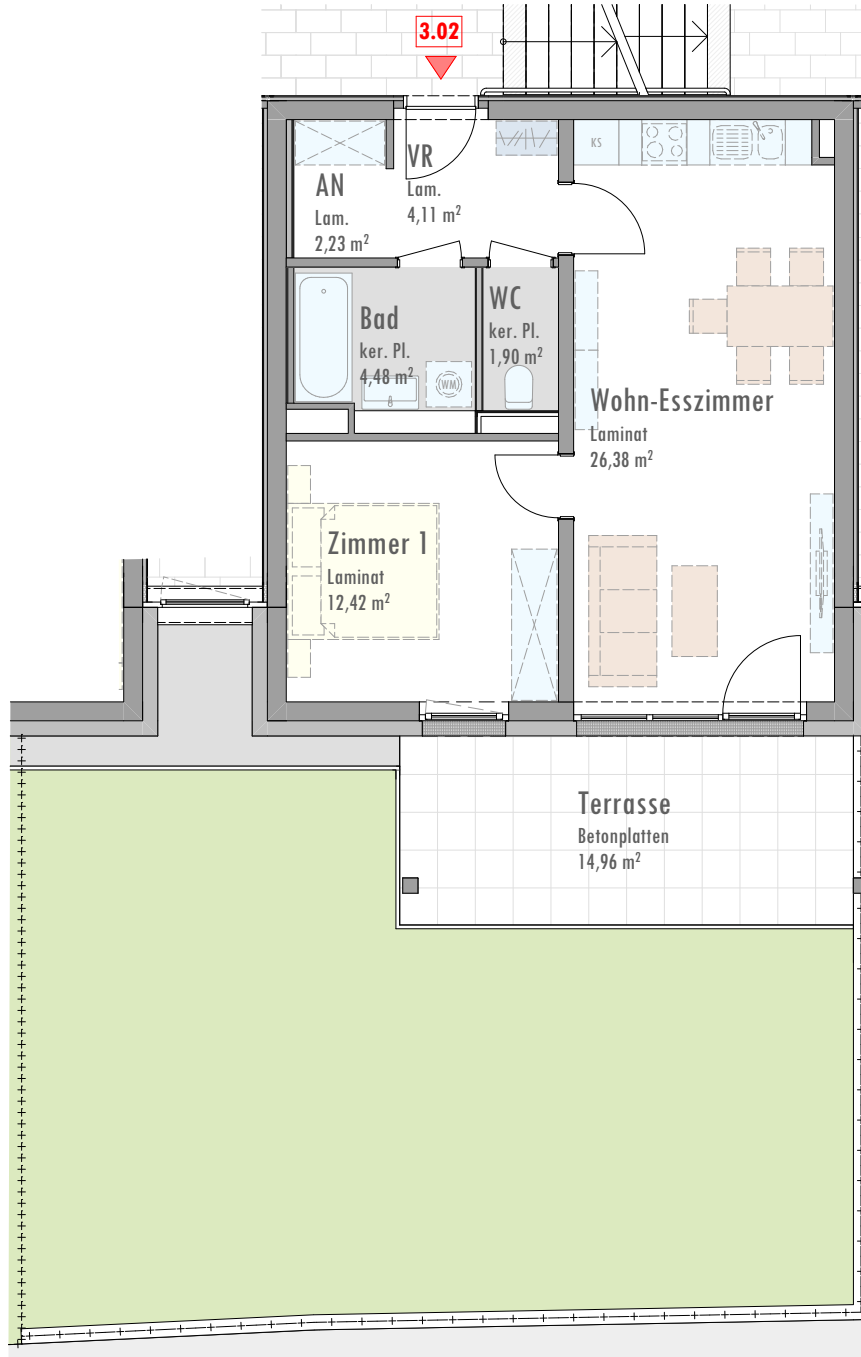 3.02
VR
Lam.
4,11 m²
AN
Lam.
2,23 m²
KS
Bad
ker. Pl.
4,48 m²
WM
WC
ker. Pl.
1,90 m²
Wohn-Esszimmer
Laminat
26,38 m²
Zimmer 1
Laminat
12,42 m²
Terrasse
Betonplatten
14,96 m²